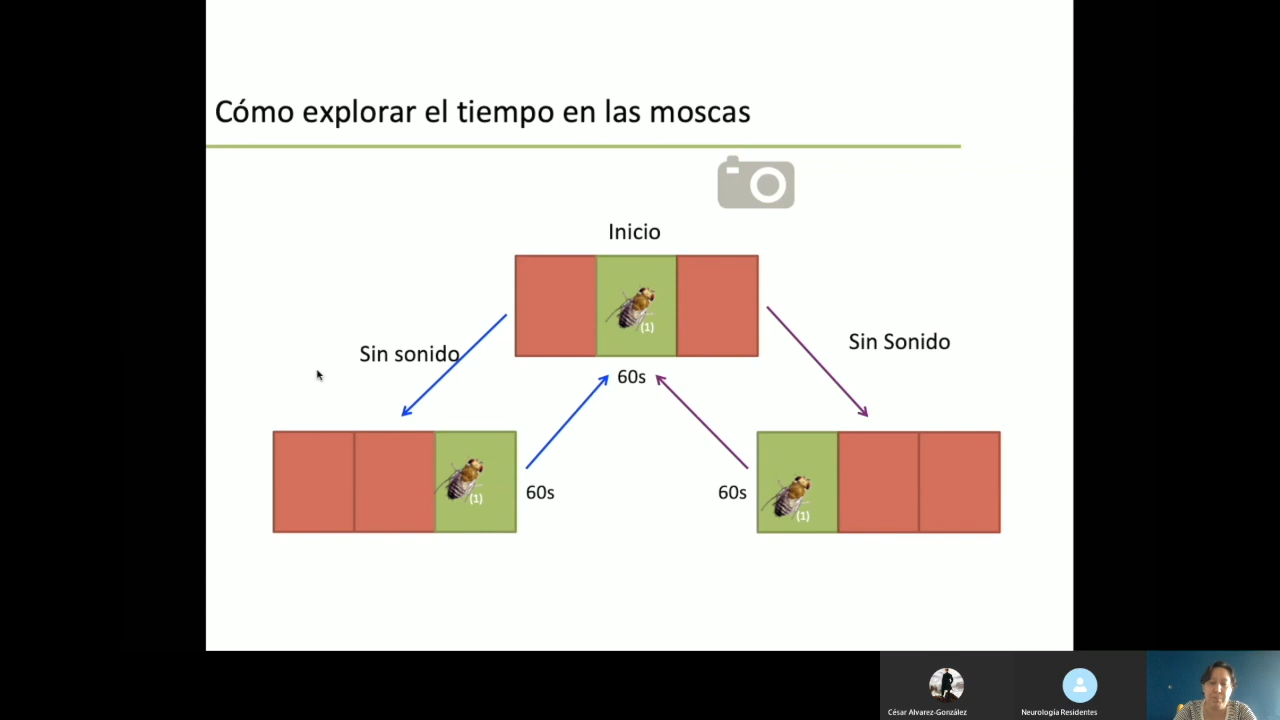 Cómo explorar el tiempo en las moscas
Inicio
(1)
Sin sonido
Sin Sonido
60s
(1)
60s
60s
(1)
César Alvarez-González
Neurología Residentes